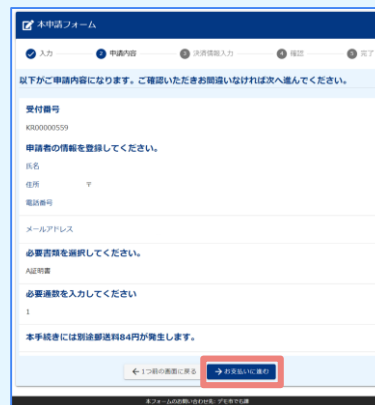 本申請フォーム
入力 2 申請内容 3 決済情報入力 4 確認 5 完了
以下がご申請内容になります。ご確認いただきお間違いなければ次へ進んでください。
受付番号
KR00000559
申請者の情報を登録してください。
氏名
住所 〒
電話番号
メールアドレス
必要書類を選択してください。
A証明書
必要通数を入力してください
1
本手続きには別途郵送料84円が発生します。
←1つ前の画面に戻る →お支払いに進む
本フォームのお問い合わせ先: デモ市で私課